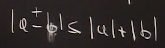 |a ± b| ≤ |a| + |b|